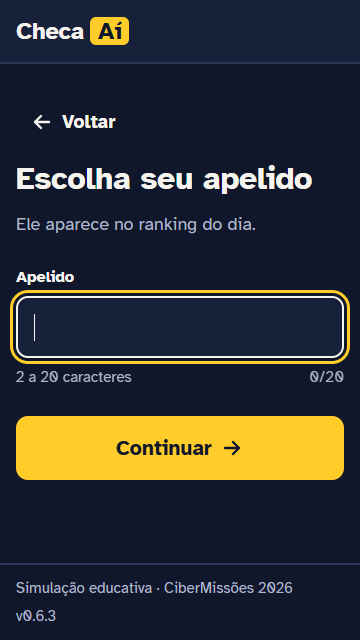 Checa Aí
← Voltar
Escolha seu apelido
Ele aparece no ranking do dia.
Apelido
2 a 20 caracteres 0/20
Continuar →
Simulação educativa · CiberMissões 2026
v0.6.3